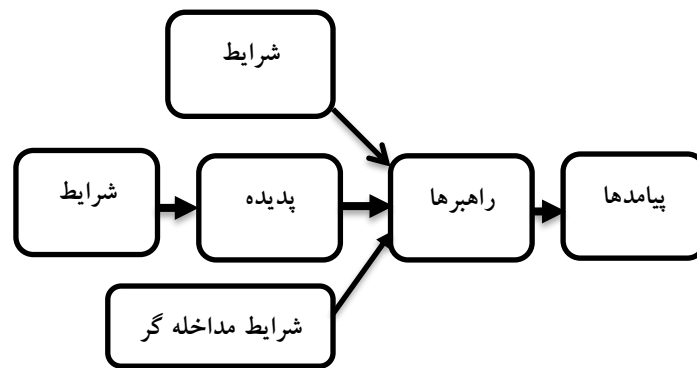 شرایط
شرایط
پدیده
راهبرها
پیامدها
شرایط مداخله گر